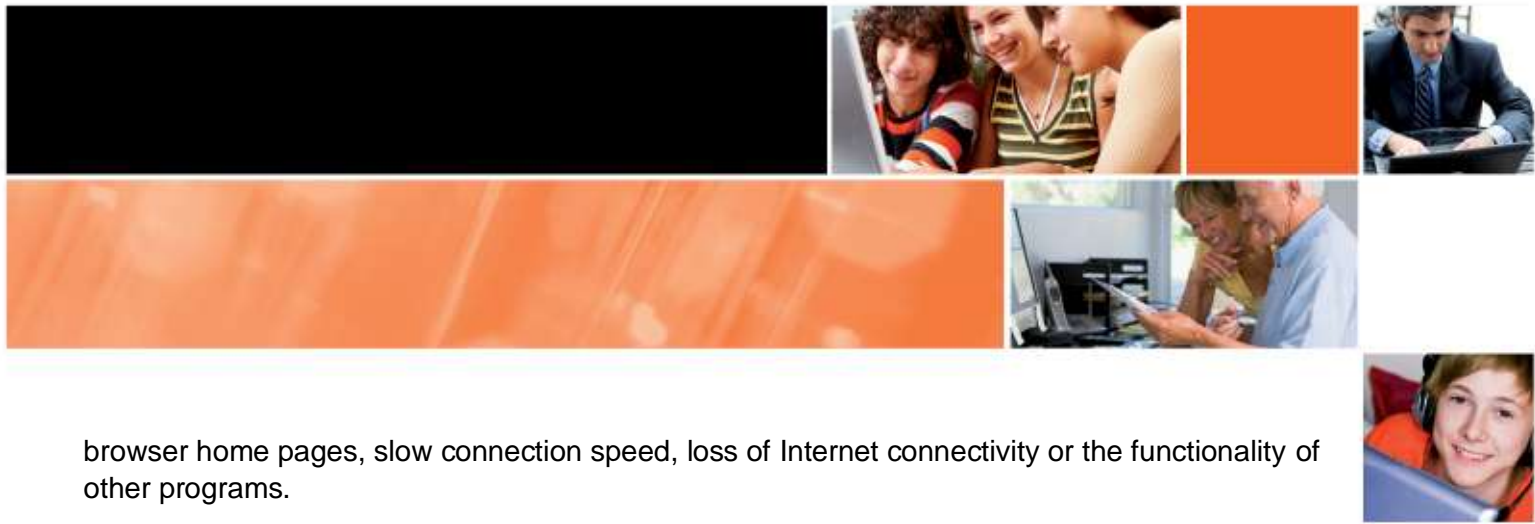 browser home pages, slow connection speed, loss of Internet connectivity or the functionality of
other programs.